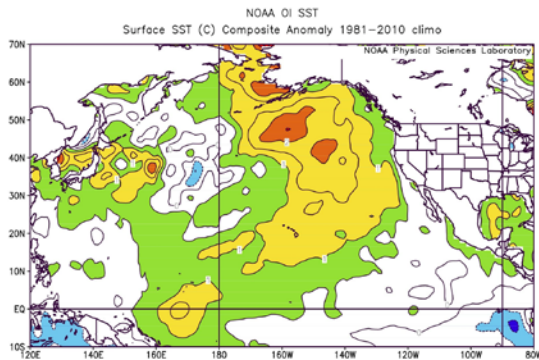 NOAA OI SST
Surface SST (C) Composite Anomaly 1981–2010 climo
NOAA Physical Sciences Laboratory
70N
60N
50N
40N
30N
20N
10N
EQ
10S
120E 140E 160E 180 160W 140W 120W 100W 80W